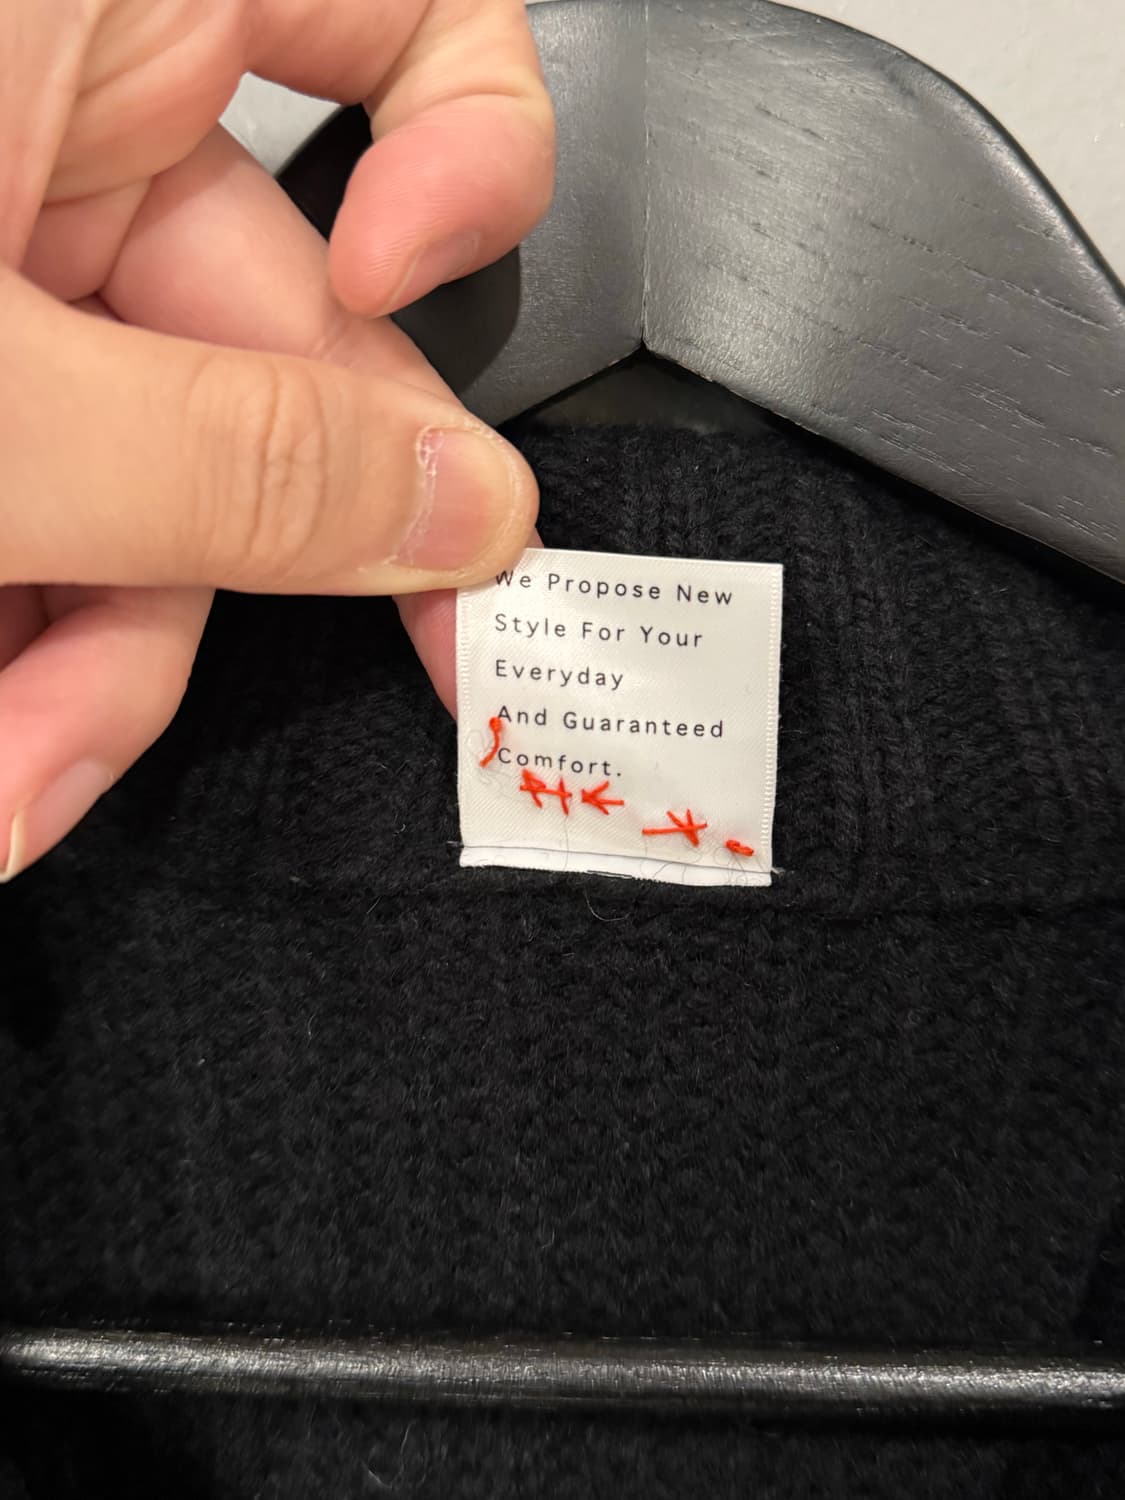 We Propose New
Style For Your
Everyday
And Guaranteed
Comfort.